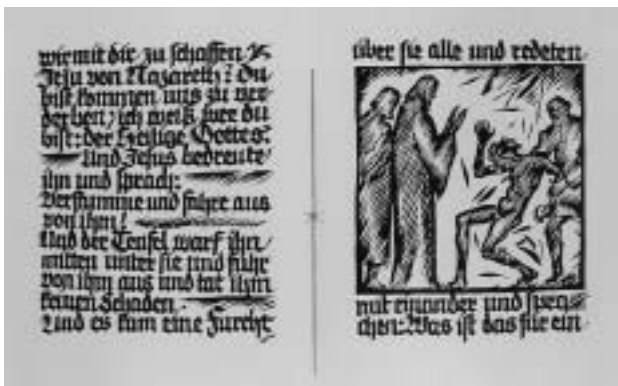 wir mit dir zu schaffen
Jesu von Nazareth? Du
bist kommen uns zu ver
derben; ich weiß wer du
bist: der Heilige Gottes?
Und Jesus bedreute
ihn und sprach:
Verstumme und fahre aus
von ihm!
Und der Teufel warf ihn
mitten unter sie und fuhr
von ihm aus und tat ihm
keinen Schaden.
Und es kam eine Furcht
über sie alle und redeten
mit einander und spra
chen: Was ist das für ein